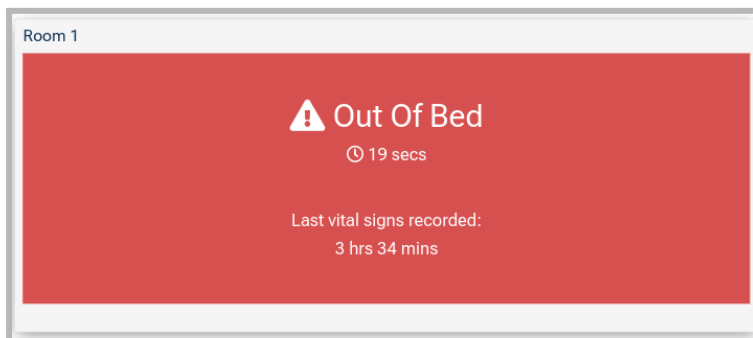 Room 1
Out Of Bed
19 secs
Last vital signs recorded:
3 hrs 34 mins